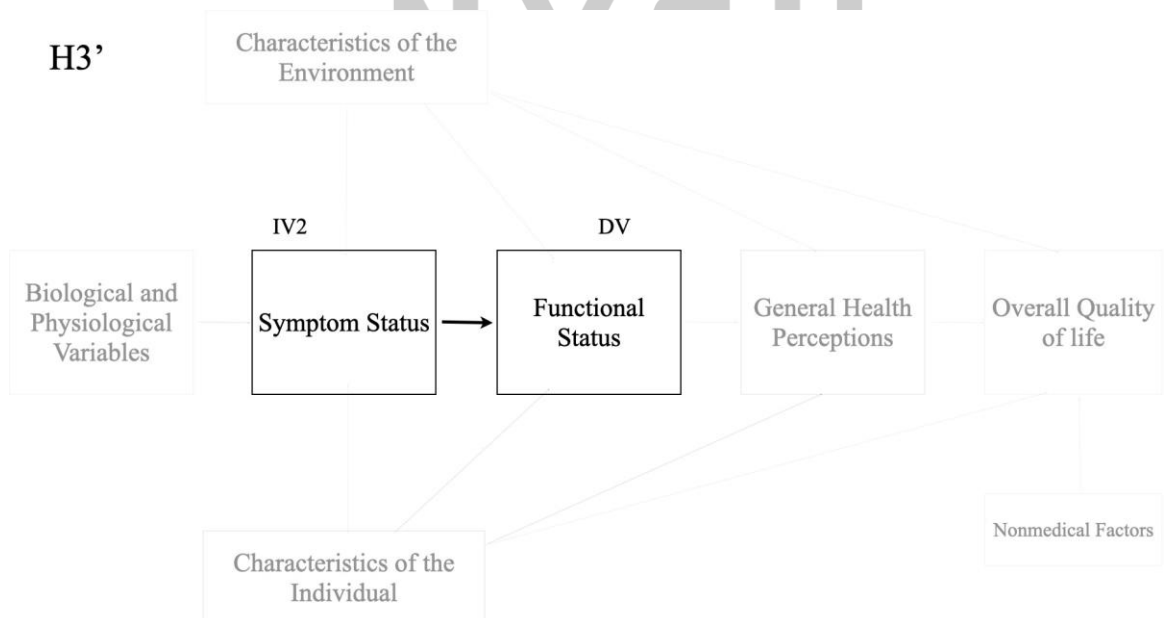 H3’
Characteristics of the
Environment
IV2
DV
Biological and
Physiological
Variables
Symptom Status
Functional
Status
General Health
Perceptions
Overall Quality
of life
Nonmedical Factors
Characteristics of the
Individual